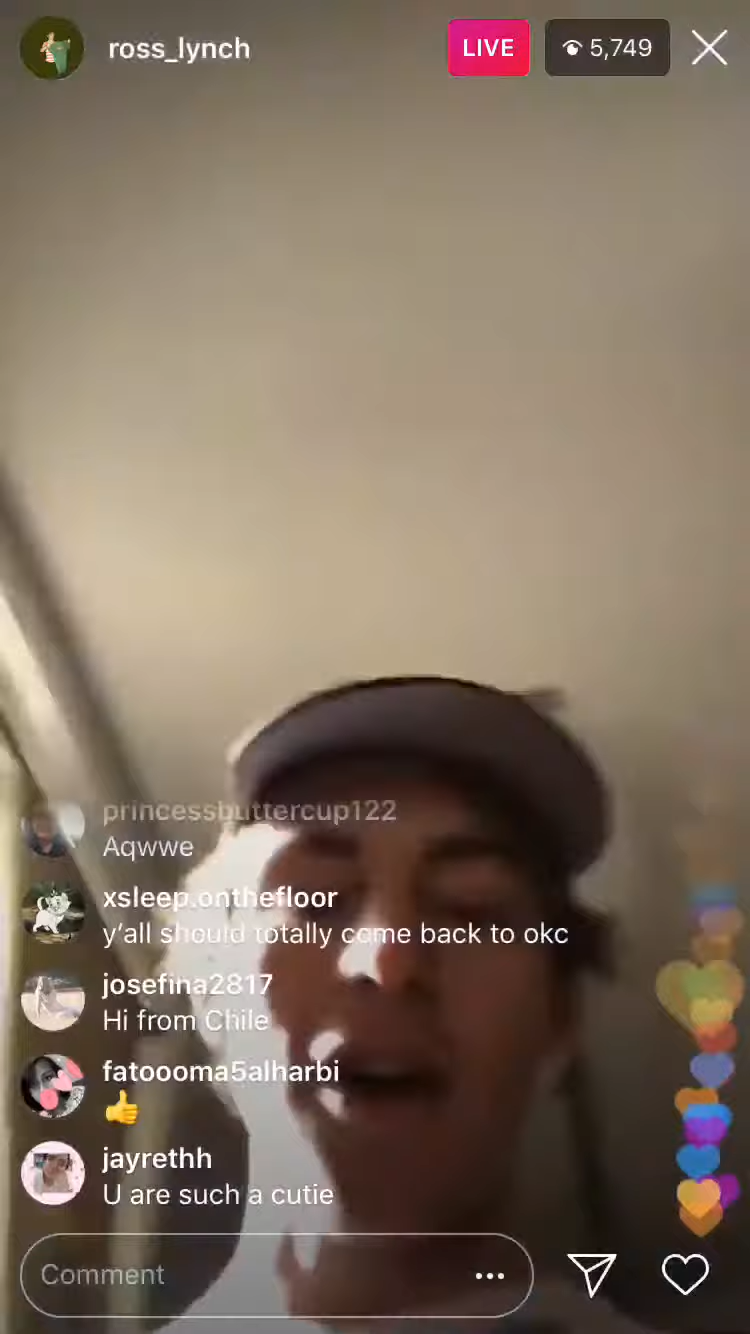 ross_lynch
LIVE
5,749
princessbuttercup122
Aqwwe
xsleep.onthefloor
y'all should totally come back to okc
josefina2817
Hi from Chile
fatoooma5alharbi
👍
jayrethh
U are such a cutie
Comment